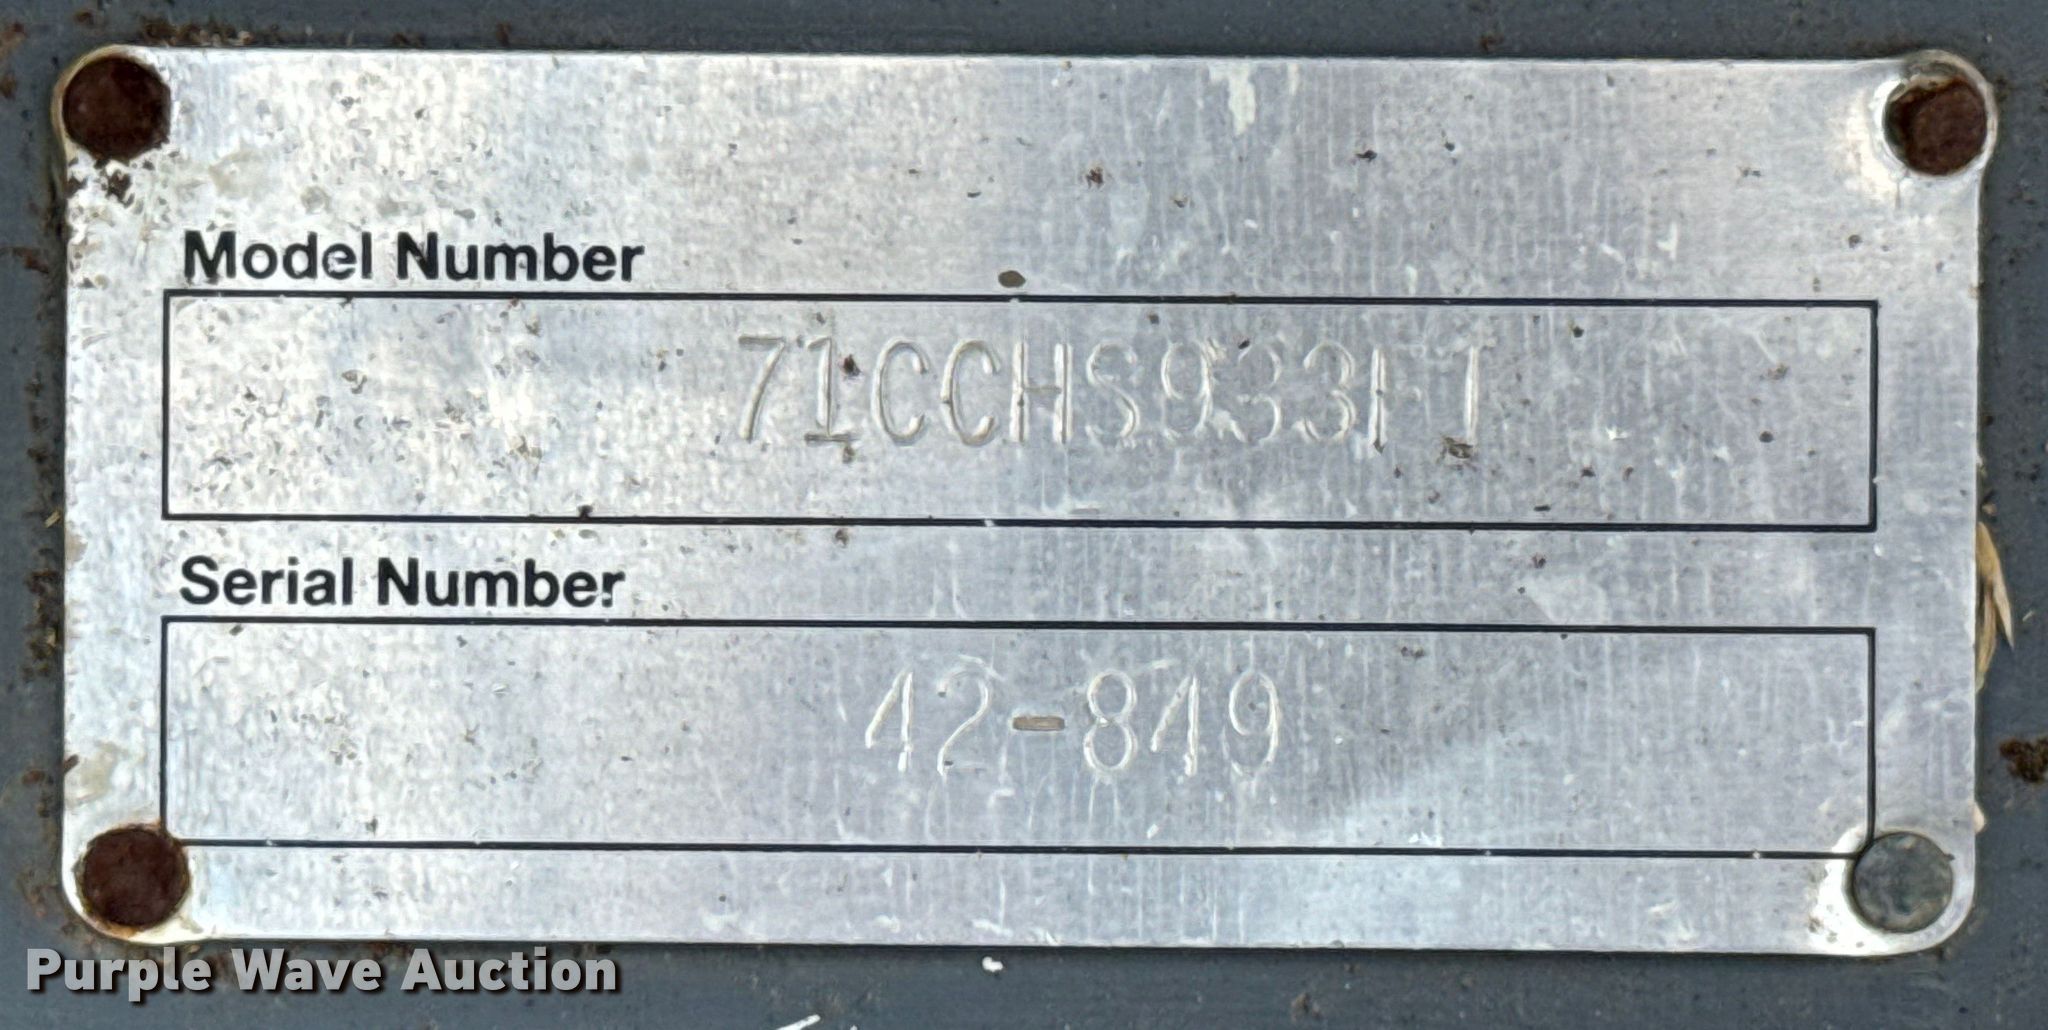 Model Number
71CCHS933FT
Serial Number
42-849
Purple Wave Auction